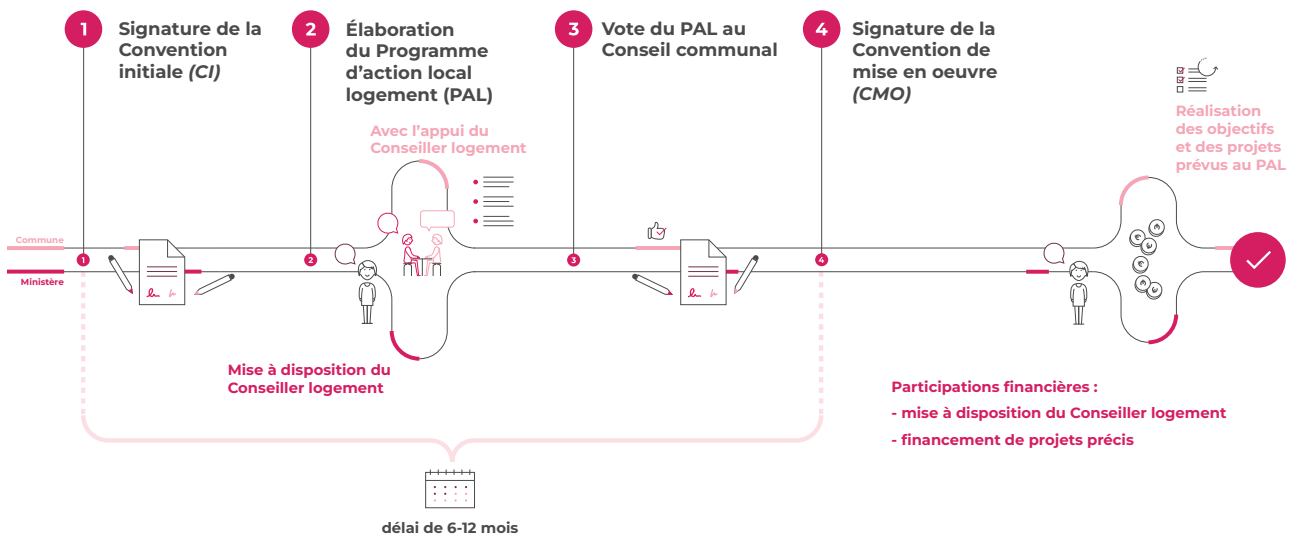 1
Signature de la
Convention
initiale (CI)
2
Élaboration
du Programme
d’action local
logement (PAL)
Avec l’appui du
Conseiller logement
3
Vote du PAL au
Conseil communal
4
Signature de la
Convention de
mise en oeuvre
(CMO)
Réalisation
des objectifs
et des projets
prévus au PAL
Commune
Ministère
1
2
3
4
Mise à disposition du
Conseiller logement
Participations financières :
- mise à disposition du Conseiller logement
- financement de projets précis
délai de 6-12 mois